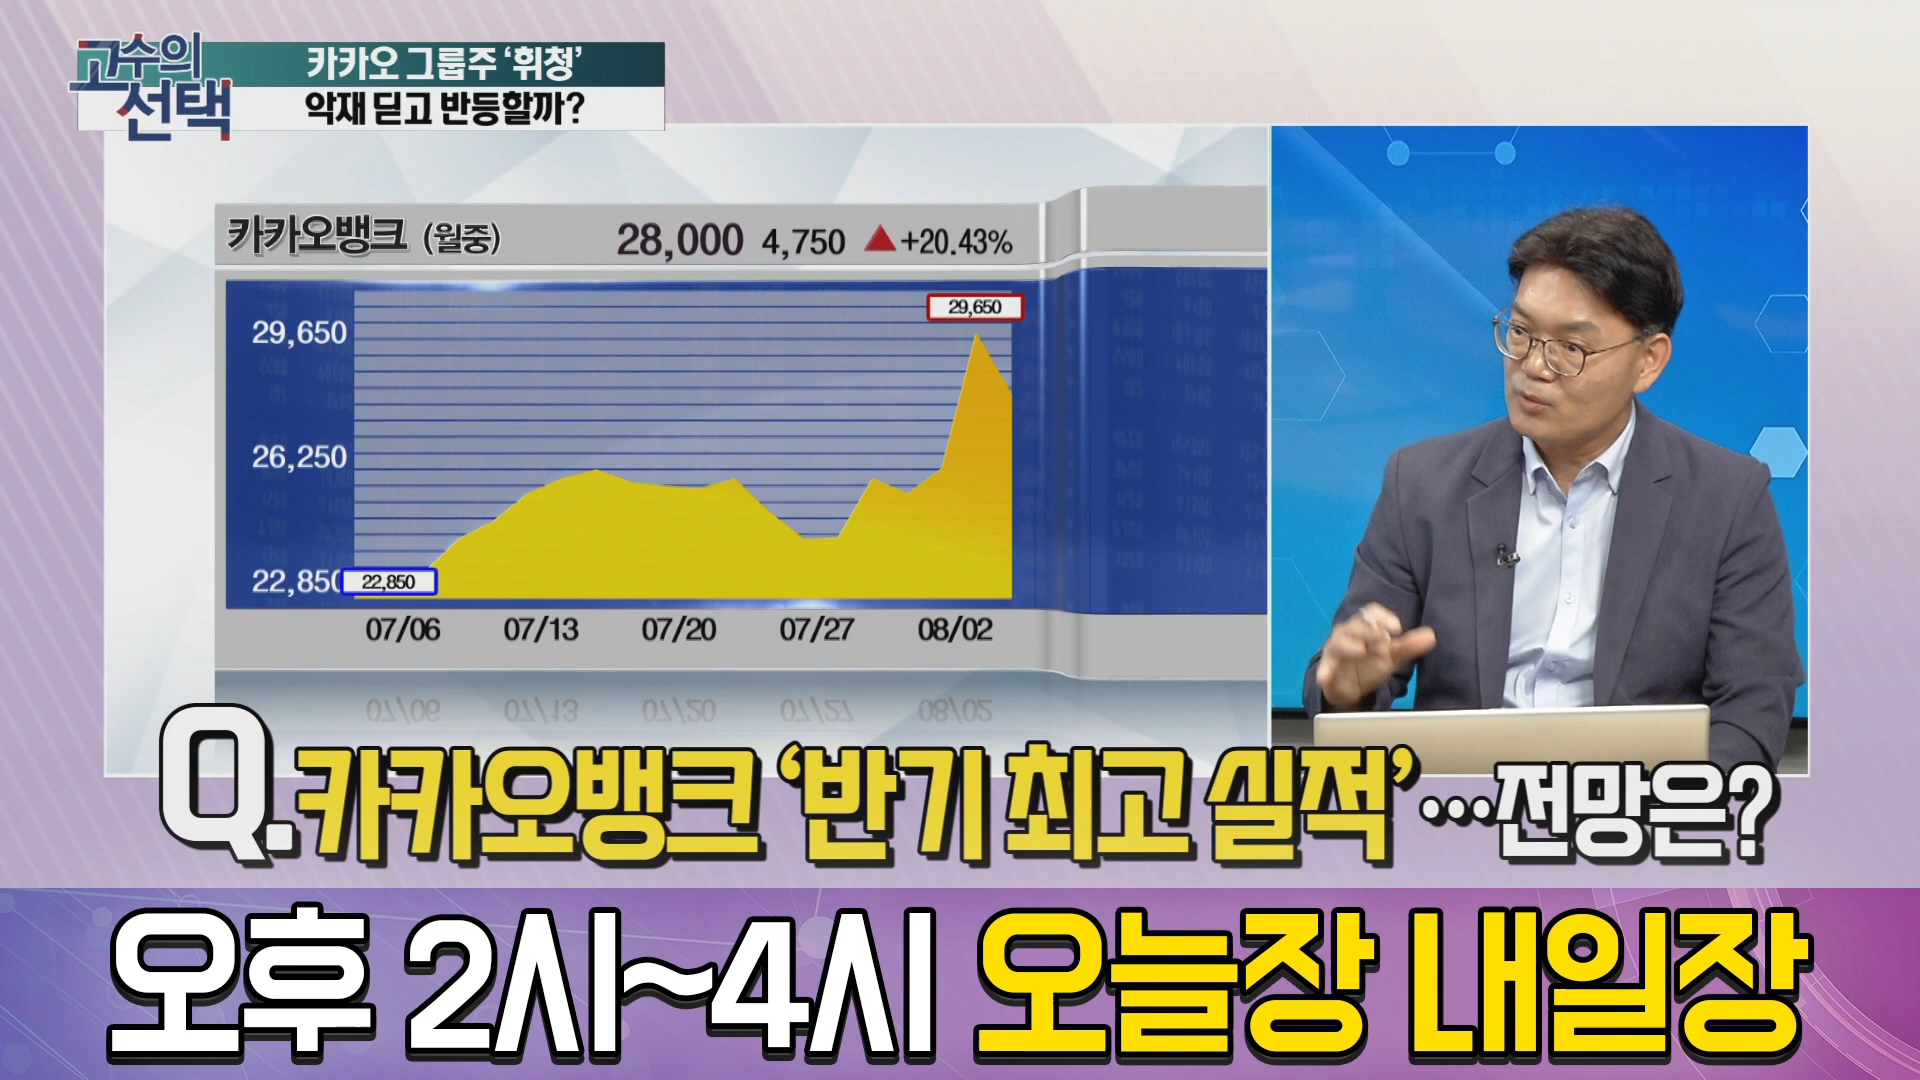 고수의
선택
카카오 그룹주 ‘휘청’
악재 딛고 반등할까?
카카오뱅크 (월중) 28,000 4,750 ▲+20.43%
29,650
29,650
26,250
22,850
22,850
07/06 07/13 07/20 07/27 08/02
Q.카카오뱅크 ‘반기 최고 실적’…전망은?
오후 2시~4시 오늘장 내일장